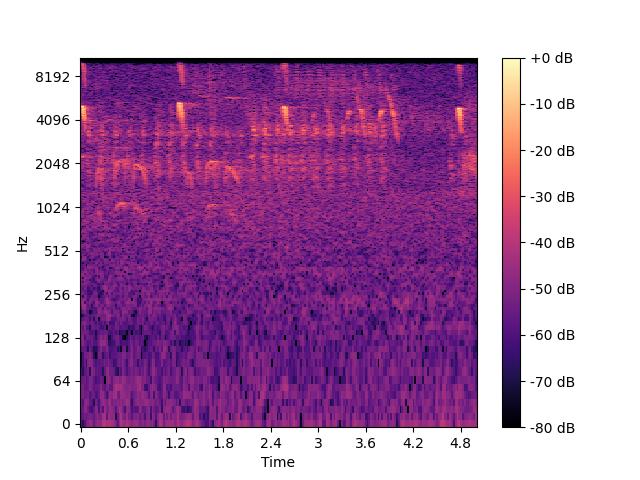 8192
4096
2048
1024
512
256
128
64
0
Hz
0 0.6 1.2 1.8 2.4 3 3.6 4.2 4.8
Time
+0 dB
-10 dB
-20 dB
-30 dB
-40 dB
-50 dB
-60 dB
-70 dB
-80 dB